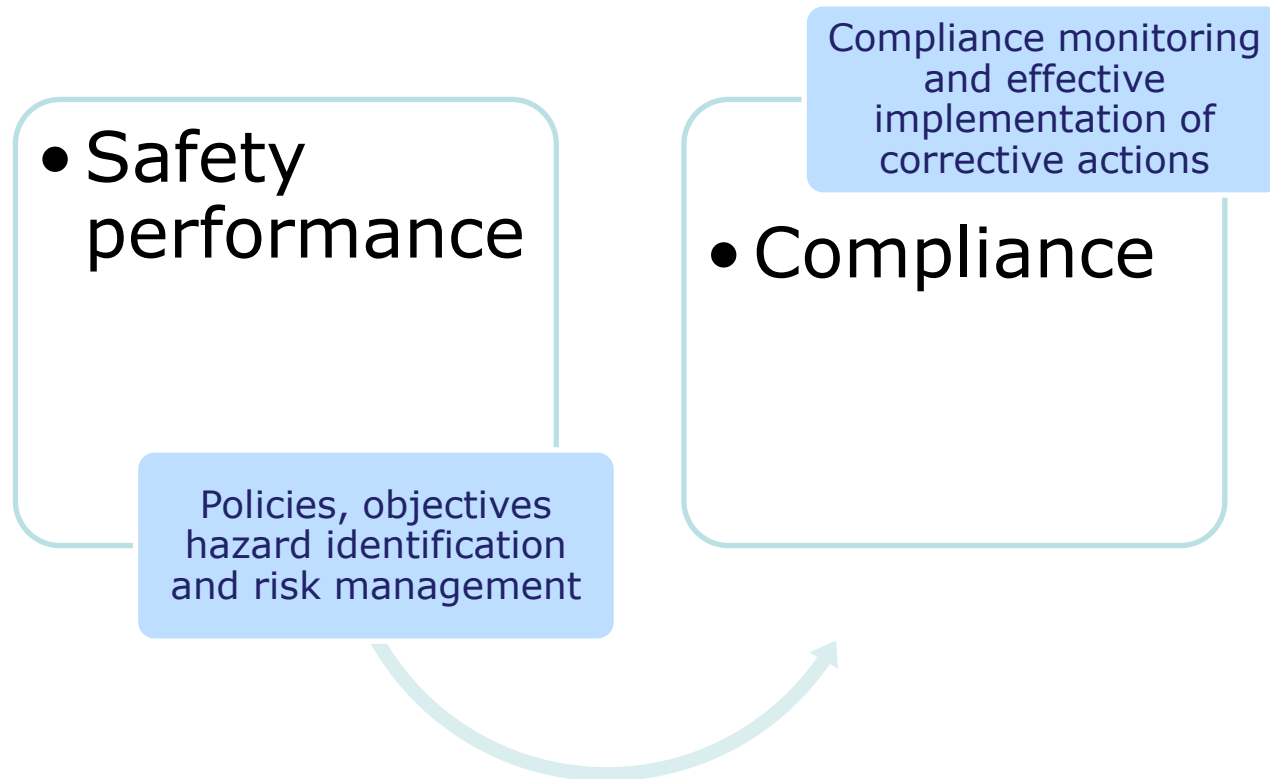 • Safety
performance
Policies, objectives
hazard identification
and risk management
Compliance monitoring
and effective
implementation of
corrective actions
• Compliance